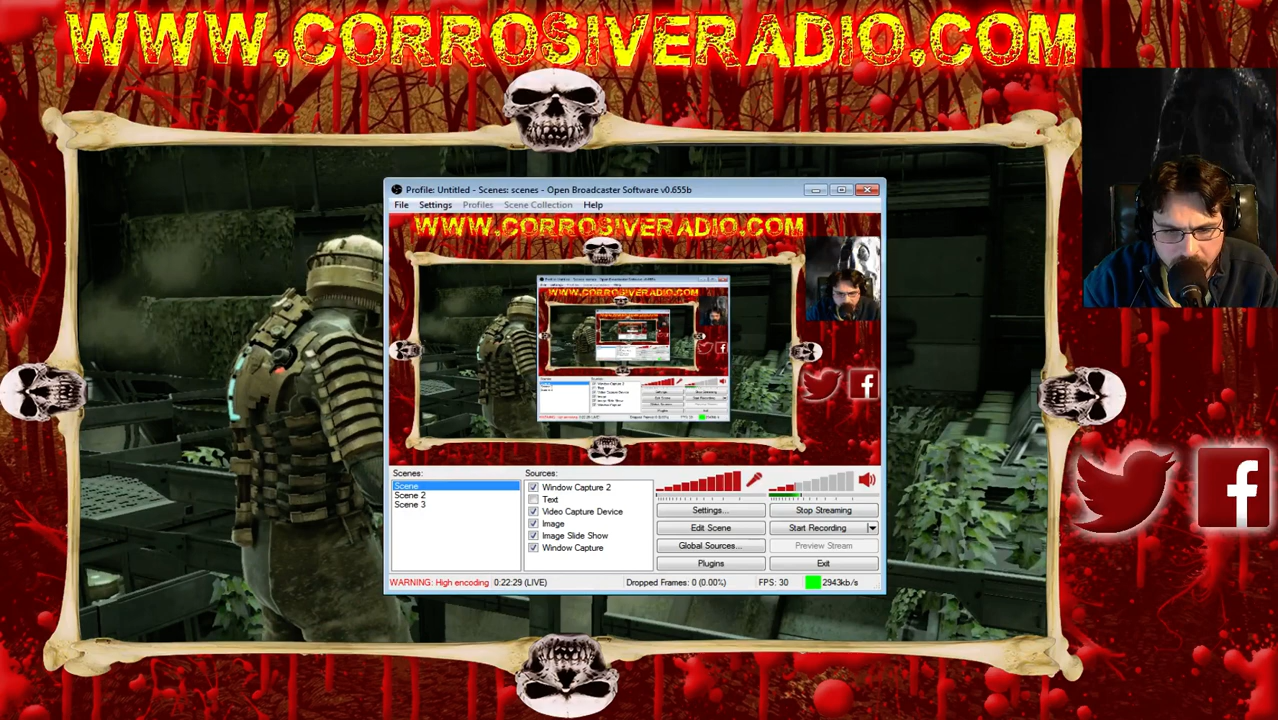 WWW.CORROSIVERADIO.COM
Profile: Untitled - Scenes: scenes - Open Broadcaster Software v0.655b
File Settings Profiles Scene Collection Help
WWW.CORROSIVERADIO.COM
WWW.CORROSIVERADIO.COM
Scenes:
Scene
Scene 2
Scene 3
Sources:
Window Capture 2
Text
Video Capture Device
Image
Image Slide Show
Window Capture
Settings...
Stop Streaming
Edit Scene
Start Recording
Global Sources...
Preview Stream
Plugins
Exit
WARNING: High encoding 0:22:29 (LIVE)
Dropped Frames: 0 (0.00%)
FPS: 30
2943kb/s